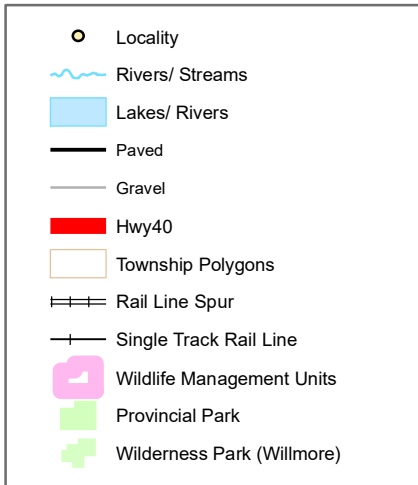 Locality
Rivers/ Streams
Lakes/ Rivers
Paved
Gravel
Hwy40
Township Polygons
Rail Line Spur
Single Track Rail Line
Wildlife Management Units
Provincial Park
Wilderness Park (Willmore)